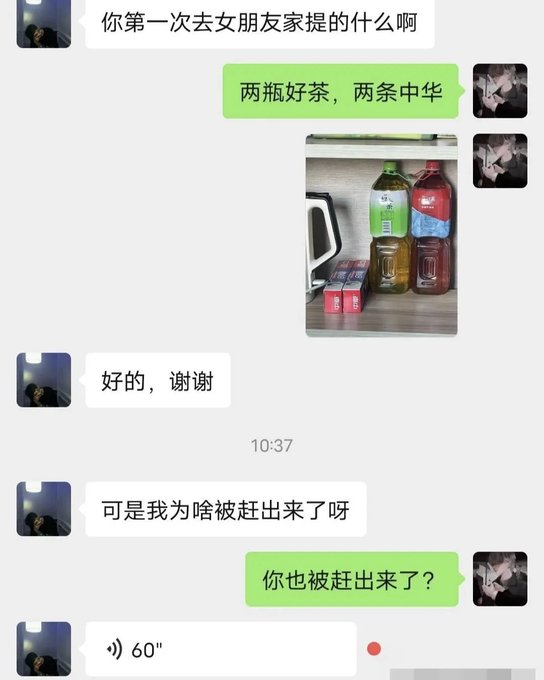 你第一次去女朋友家提的什么啊
两瓶好茶，两条中华
好的，谢谢
10:37
可是我为啥被赶出来了呀
你也被赶出来了？
60"